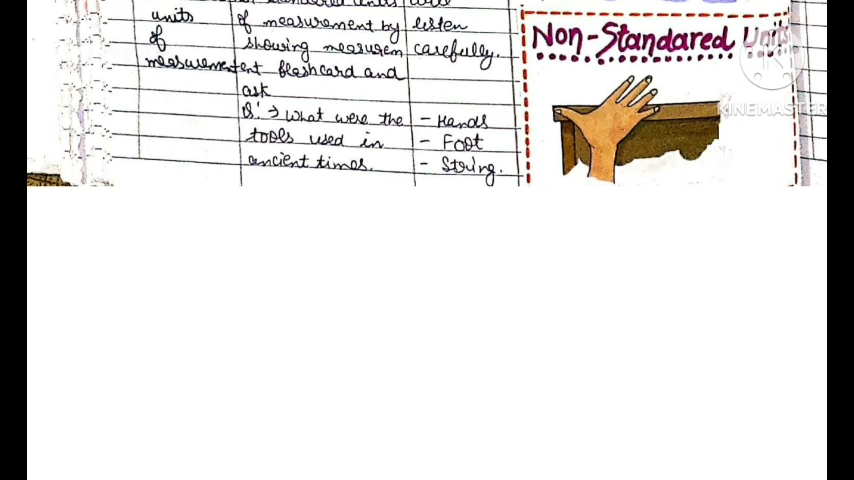 units of measurement by listen
of showing measurem carefully.
measurement ent flashcard and
ask
Q! → What were the - Hands
tools used in - Foot
ancient times. - String.
Non-Standared Units
KINEMASTER